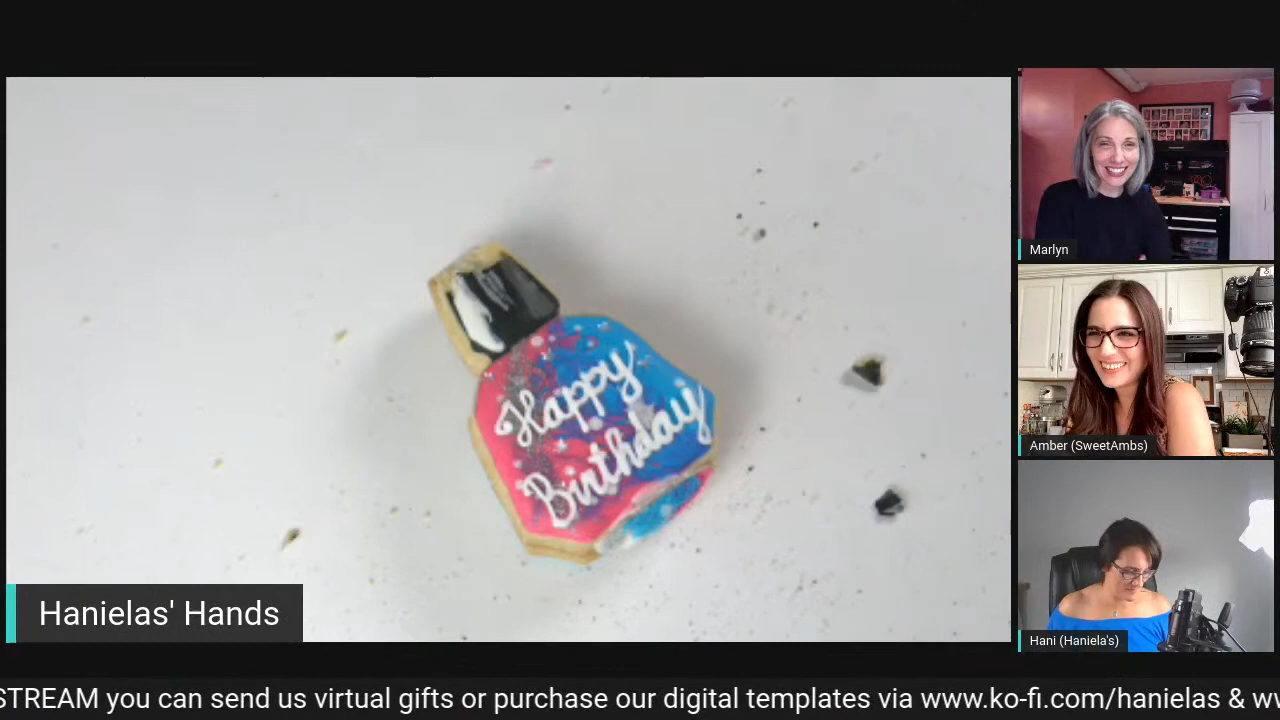 Happy
Birthday
Hanielas' Hands
Marlyn
Amber (SweetAmbs)
Hani (Haniela's)
STREAM you can send us virtual gifts or purchase our digital templates via www.ko-fi.com/hanielas &